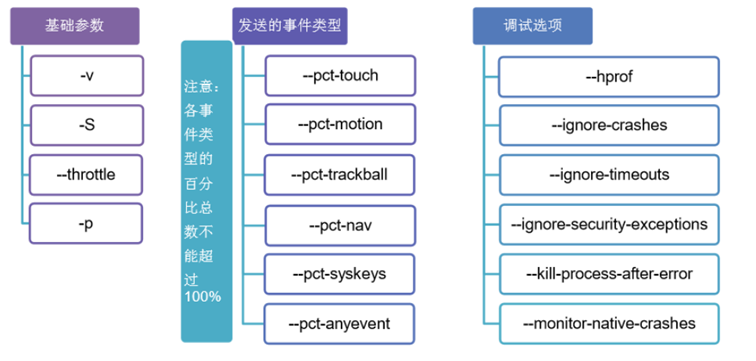 基础参数
-v
-S
--throttle
-p
注意：
各事
件类
型的
百分
比总
数不
能超
过
100%
发送的事件类型
--pct-touch
--pct-motion
--pct-trackball
--pct-nav
--pct-syskeys
--pct-anyevent
调试选项
--hprof
--ignore-crashes
--ignore-timeouts
--ignore-security-exceptions
--kill-process-after-error
--monitor-native-crashes